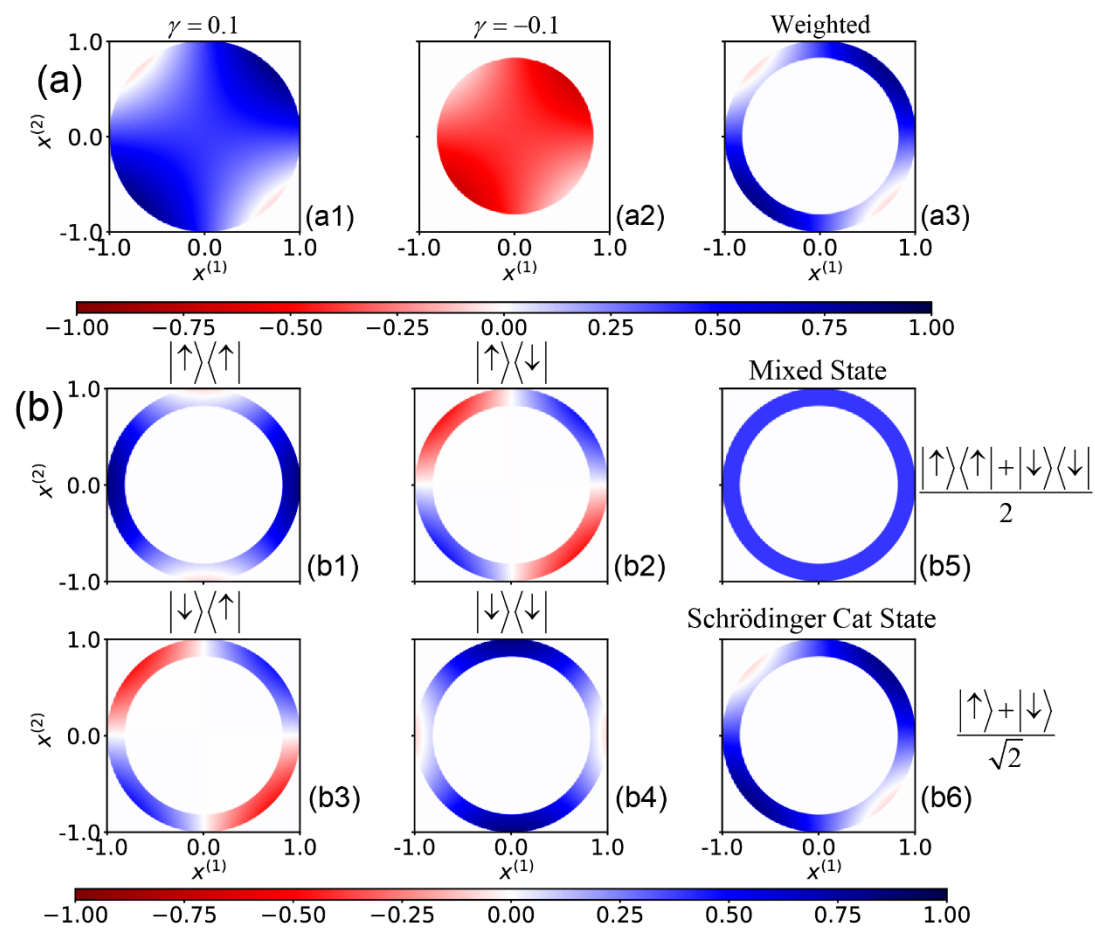 γ = 0.1
γ = −0.1
Weighted
(a)
1.0
0.0
-1.0
x(2)
-1.0 0.0 1.0
x(1)
(a1)
-1.0 0.0 1.0
x(1)
(a2)
-1.0 0.0 1.0
x(1)
(a3)
−1.00 −0.75 −0.50 −0.25 0.00 0.25 0.50 0.75 1.00
(b)
|↑⟩⟨↑|
|↑⟩⟨↓|
Mixed State
1.0
0.0
-1.0
x(2)
(b1)
(b2)
(b5)
|↑⟩⟨↑|+|↓⟩⟨↓|
2
|↓⟩⟨↑|
|↓⟩⟨↓|
Schrödinger Cat State
1.0
0.0
-1.0
x(2)
-1.0 0.0 1.0
x(1)
(b3)
-1.0 0.0 1.0
x(1)
(b4)
-1.0 0.0 1.0
x(1)
(b6)
|↑⟩+|↓⟩
√2
−1.00 −0.75 −0.50 −0.25 0.00 0.25 0.50 0.75 1.00